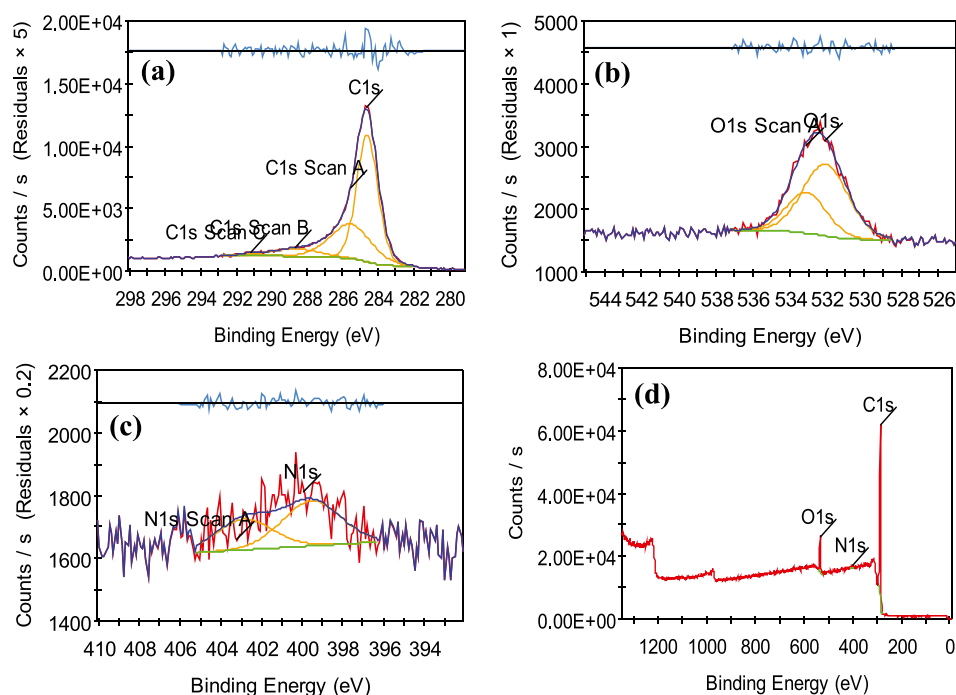 (a)
Counts / s (Residuals × 5)
2.00E+04
1.50E+04
1.00E+04
5.00E+03
0.00E+00
C1s
C1s Scan A
C1s Scan B
C1s Scan C
298 296 294 292 290 288 286 284 282 280
Binding Energy (eV)
(b)
Counts / s (Residuals × 1)
5000
4000
3000
2000
1000
O1s Scan A
O1s
544 542 540 538 536 534 532 530 528 526
Binding Energy (eV)
(c)
Counts / s (Residuals × 0.2)
2200
2000
1800
1600
1400
N1s
N1s Scan A
410 408 406 404 402 400 398 396 394
Binding Energy (eV)
(d)
Counts / s
8.00E+04
6.00E+04
4.00E+04
2.00E+04
0.00E+00
C1s
O1s
N1s
1200 1000 800 600 400 200 0
Binding Energy (eV)